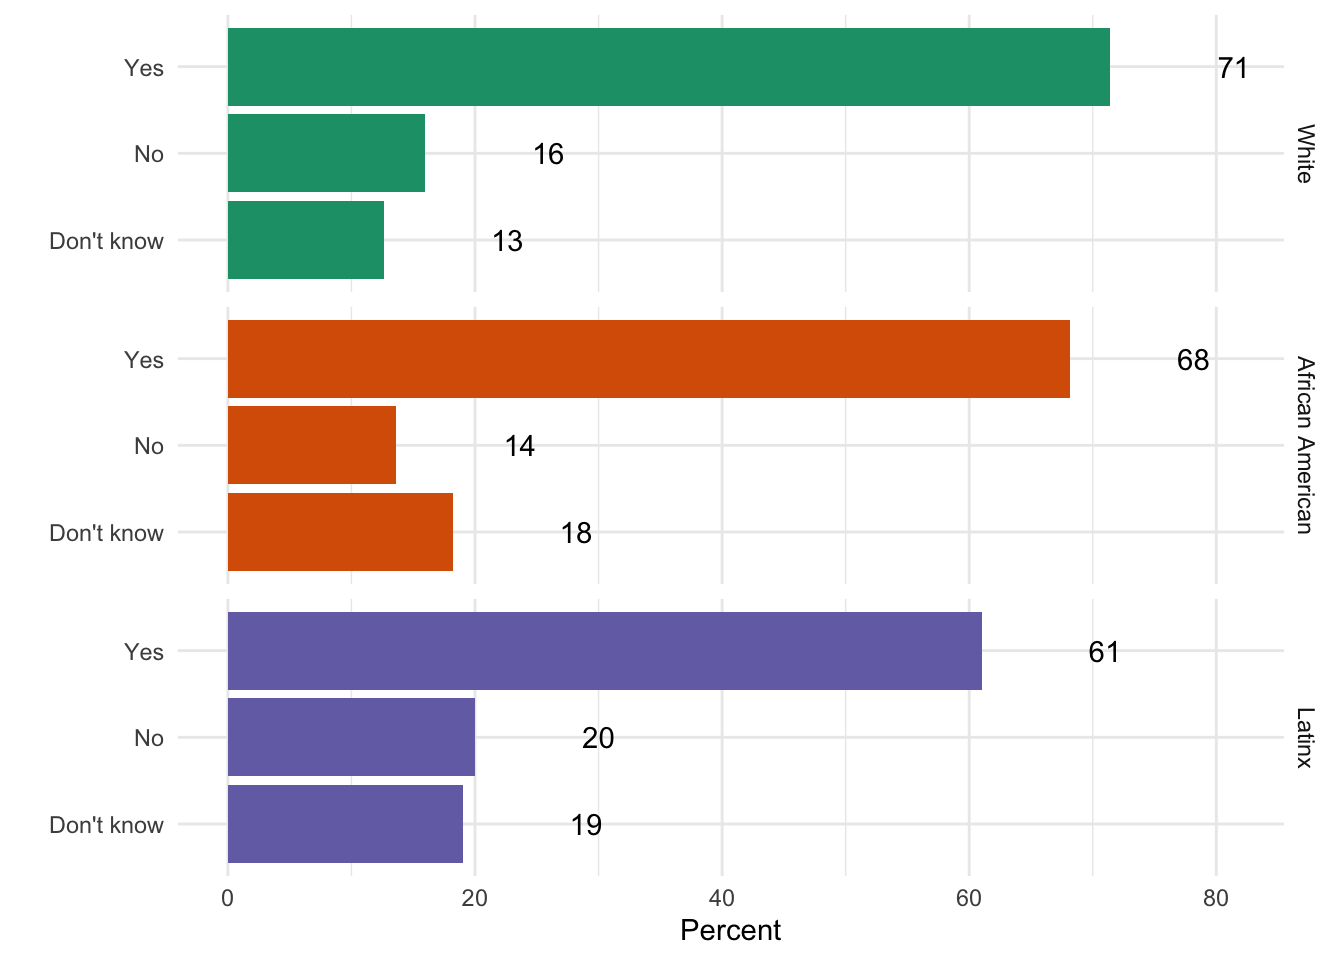 Yes 71
No 16
Don't know 13
White
Yes 68
No 14
Don't know 18
African American
Yes 61
No 20
Don't know 19
Latinx
0 20 40 60 80
Percent